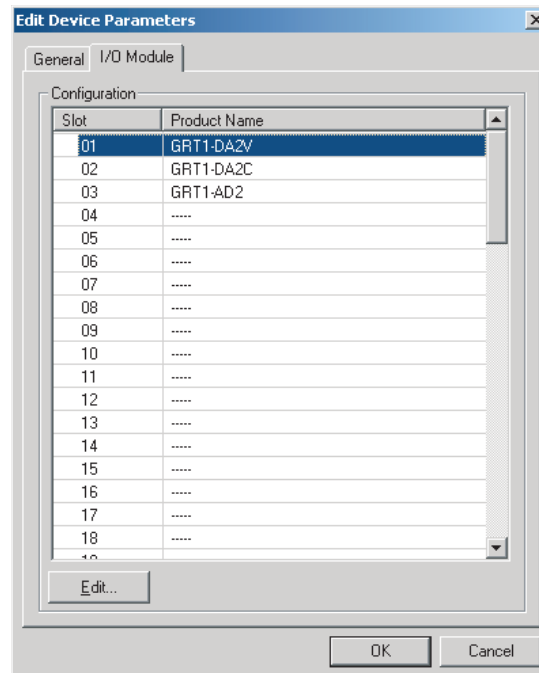 Edit Device Parameters
General I/O Module
Configuration
Slot Product Name
01 GRT1-DA2V
02 GRT1-DA2C
03 GRT1-AD2
04 -----
05 -----
06 -----
07 -----
08 -----
09 -----
10 -----
11 -----
12 -----
13 -----
14 -----
15 -----
16 -----
17 -----
18 -----
Edit...
OK Cancel